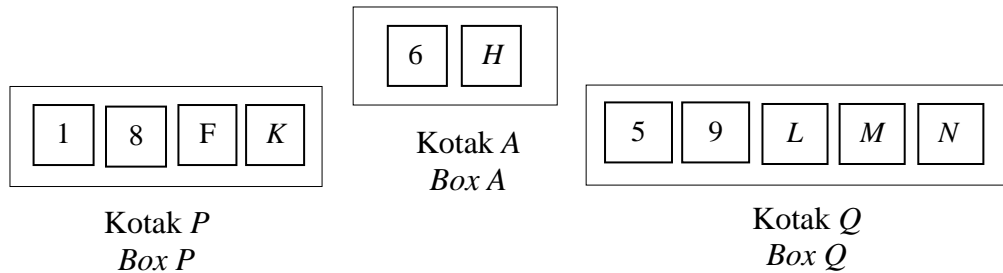 6 H
1 8 F K
5 9 L M N
Kotak A
Box A
Kotak P
Box P
Kotak Q
Box Q